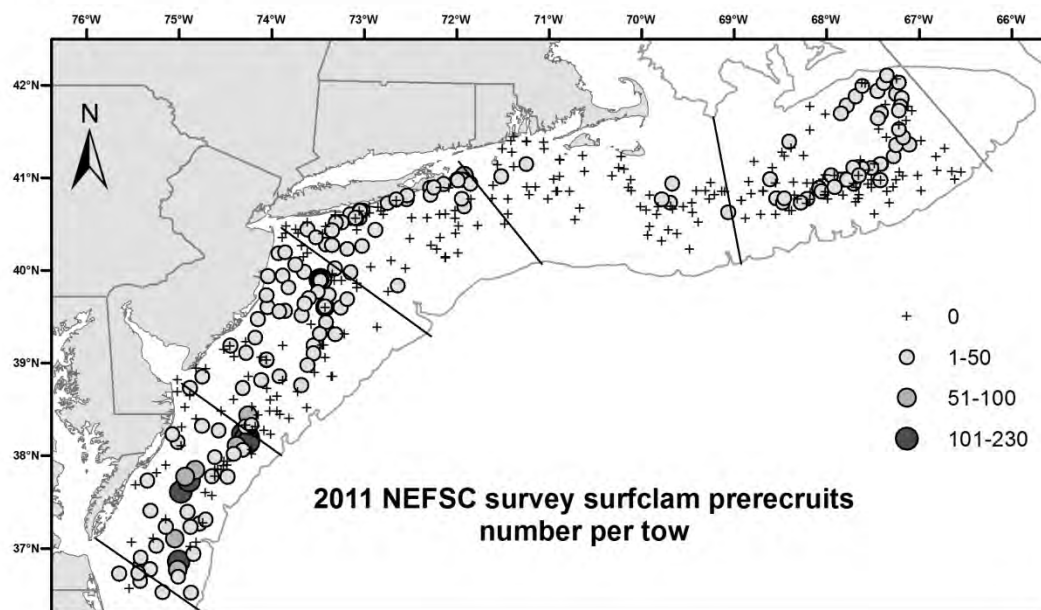 76°W 75°W 74°W 73°W 72°W 71°W 70°W 69°W 68°W 67°W 66°W
42°N
N
41°N
40°N
39°N
38°N
37°N
0
1-50
51-100
101-230
2011 NEFSC survey surfclam prerecruits
number per tow